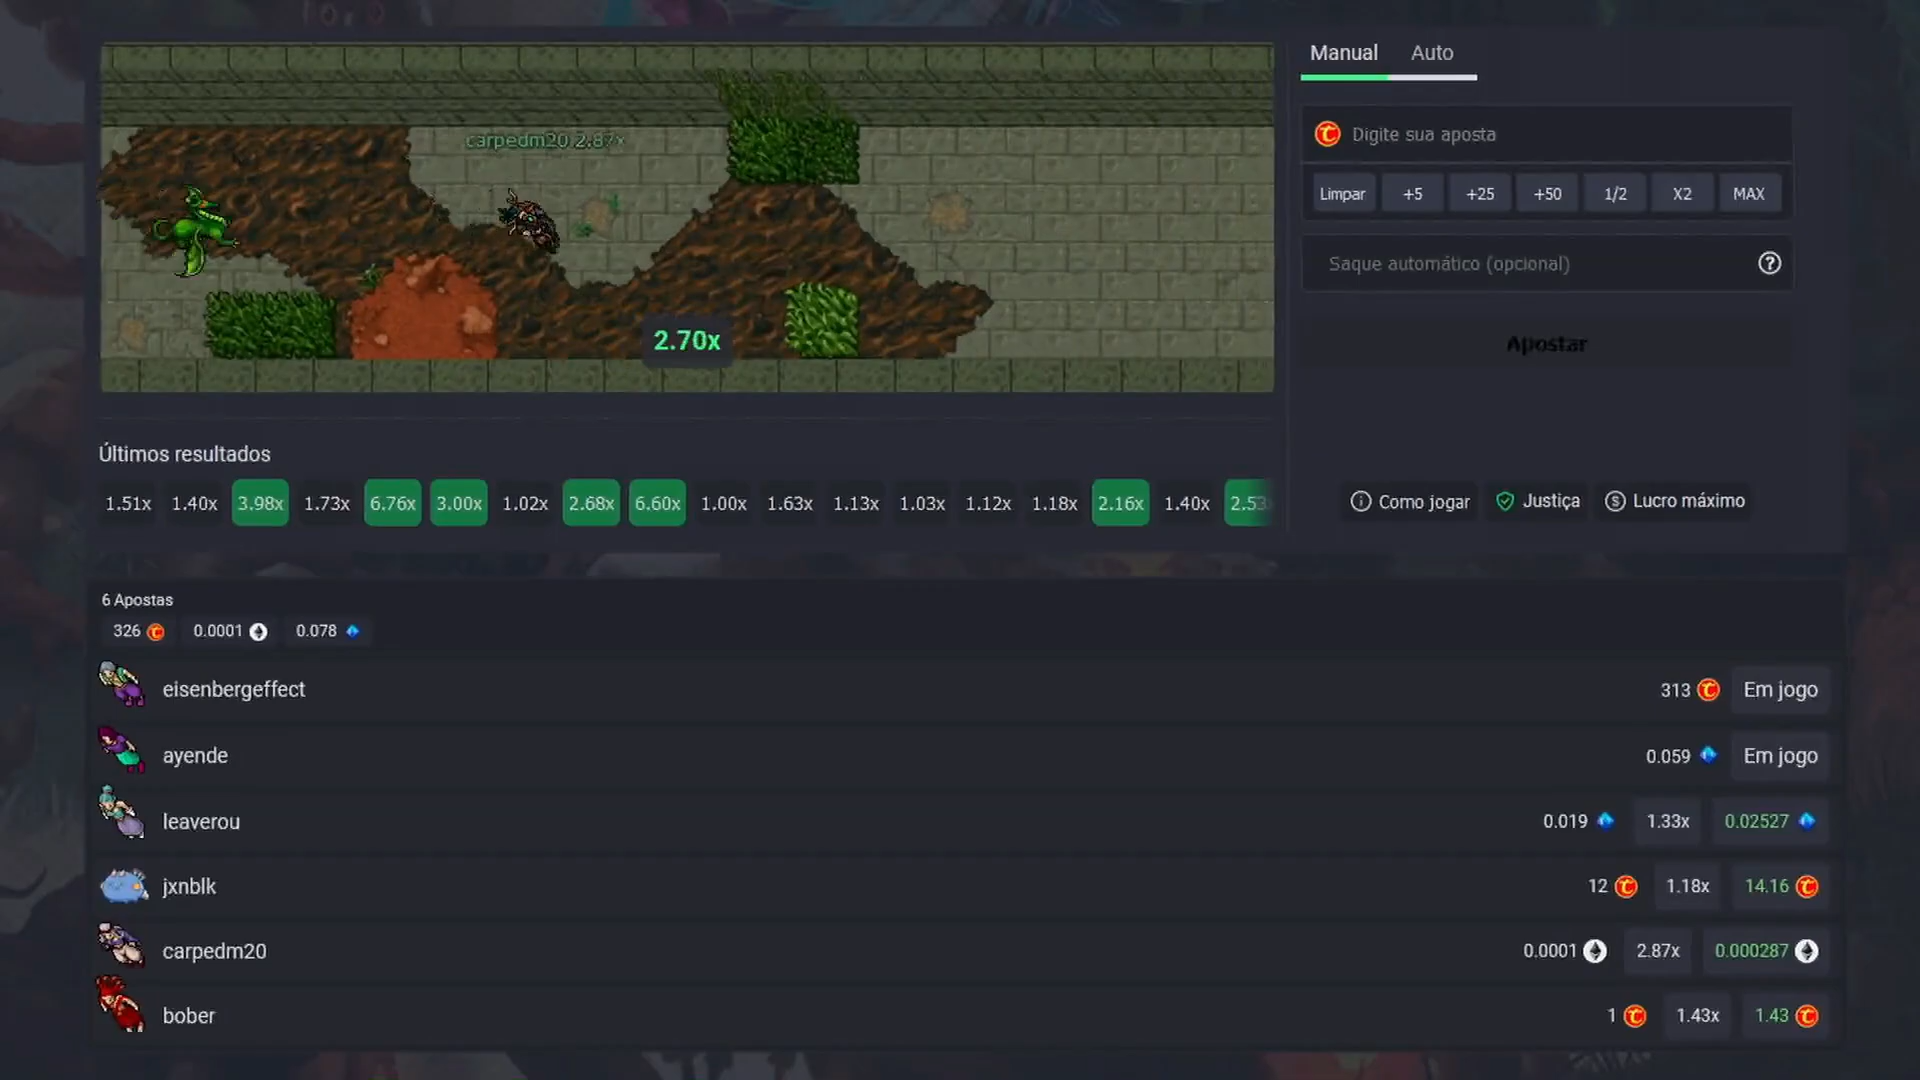 Manual Auto
carpedm20 2.87x
Digite sua aposta
Limpar +5 +25 +50 1/2 X2 MAX
Saque automático (opcional)
2.70x
Apostar
Últimos resultados
1.51x 1.40x 3.98x 1.73x 6.76x 3.00x 1.02x 2.68x 6.60x 1.00x 1.63x 1.13x 1.03x 1.12x 1.18x 2.16x 1.40x 2.53
Como jogar Justiça Lucro máximo
6 Apostas
326 0.0001 0.078
eisenbergeffect 313 Em jogo
ayende 0.059 Em jogo
leaverou 0.019 1.33x 0.02527
jxnblk 12 1.18x 14.16
carpedm20 0.0001 2.87x 0.000287
bober 1 1.43x 1.43